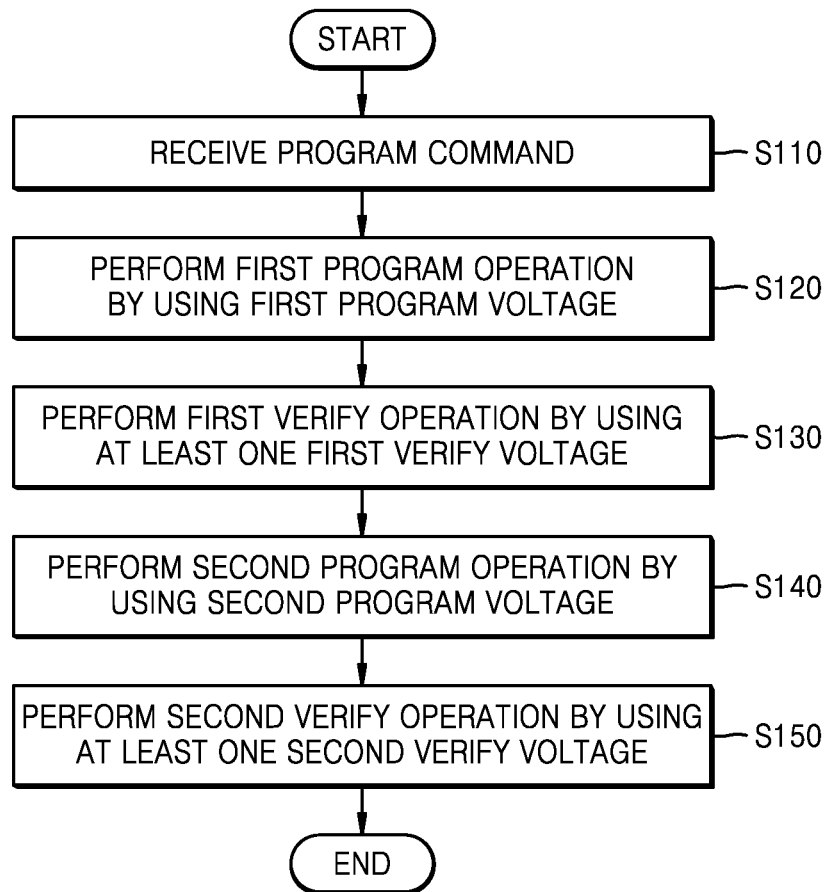 START
RECEIVE PROGRAM COMMAND
S110
PERFORM FIRST PROGRAM OPERATION
BY USING FIRST PROGRAM VOLTAGE
S120
PERFORM FIRST VERIFY OPERATION BY USING
AT LEAST ONE FIRST VERIFY VOLTAGE
S130
PERFORM SECOND PROGRAM OPERATION BY
USING SECOND PROGRAM VOLTAGE
S140
PERFORM SECOND VERIFY OPERATION BY USING
AT LEAST ONE SECOND VERIFY VOLTAGE
S150
END